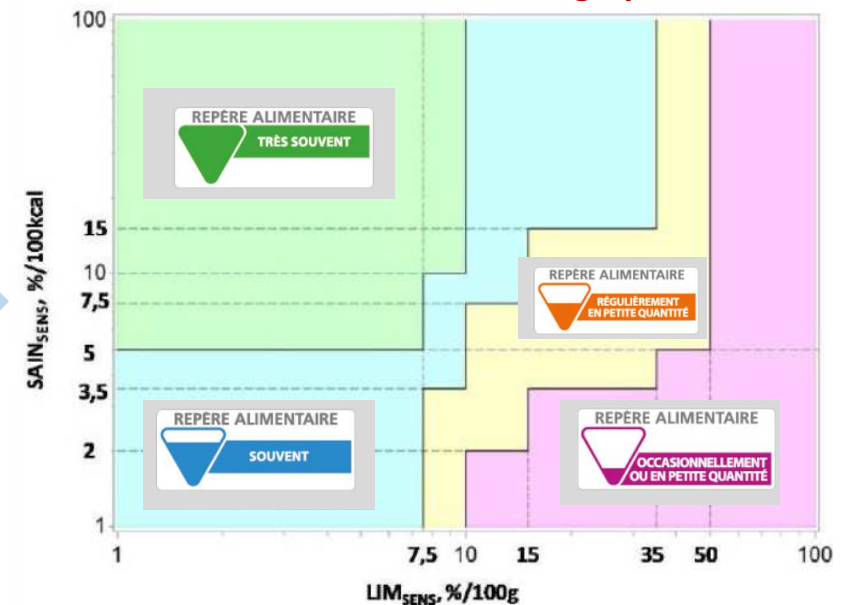 100
REPÈRE ALIMENTAIRE
TRÈS SOUVENT
15
10
7,5
5
3,5
2
1
SAIN_SENS, %/100kcal
REPÈRE ALIMENTAIRE
RÉGULIÈREMENT
EN PETITE QUANTITÉ
REPÈRE ALIMENTAIRE
SOUVENT
REPÈRE ALIMENTAIRE
OCCASIONNELLEMENT
OU EN PETITE QUANTITÉ
1 7,5 10 15 35 50 100
LIM_SENS, %/100g